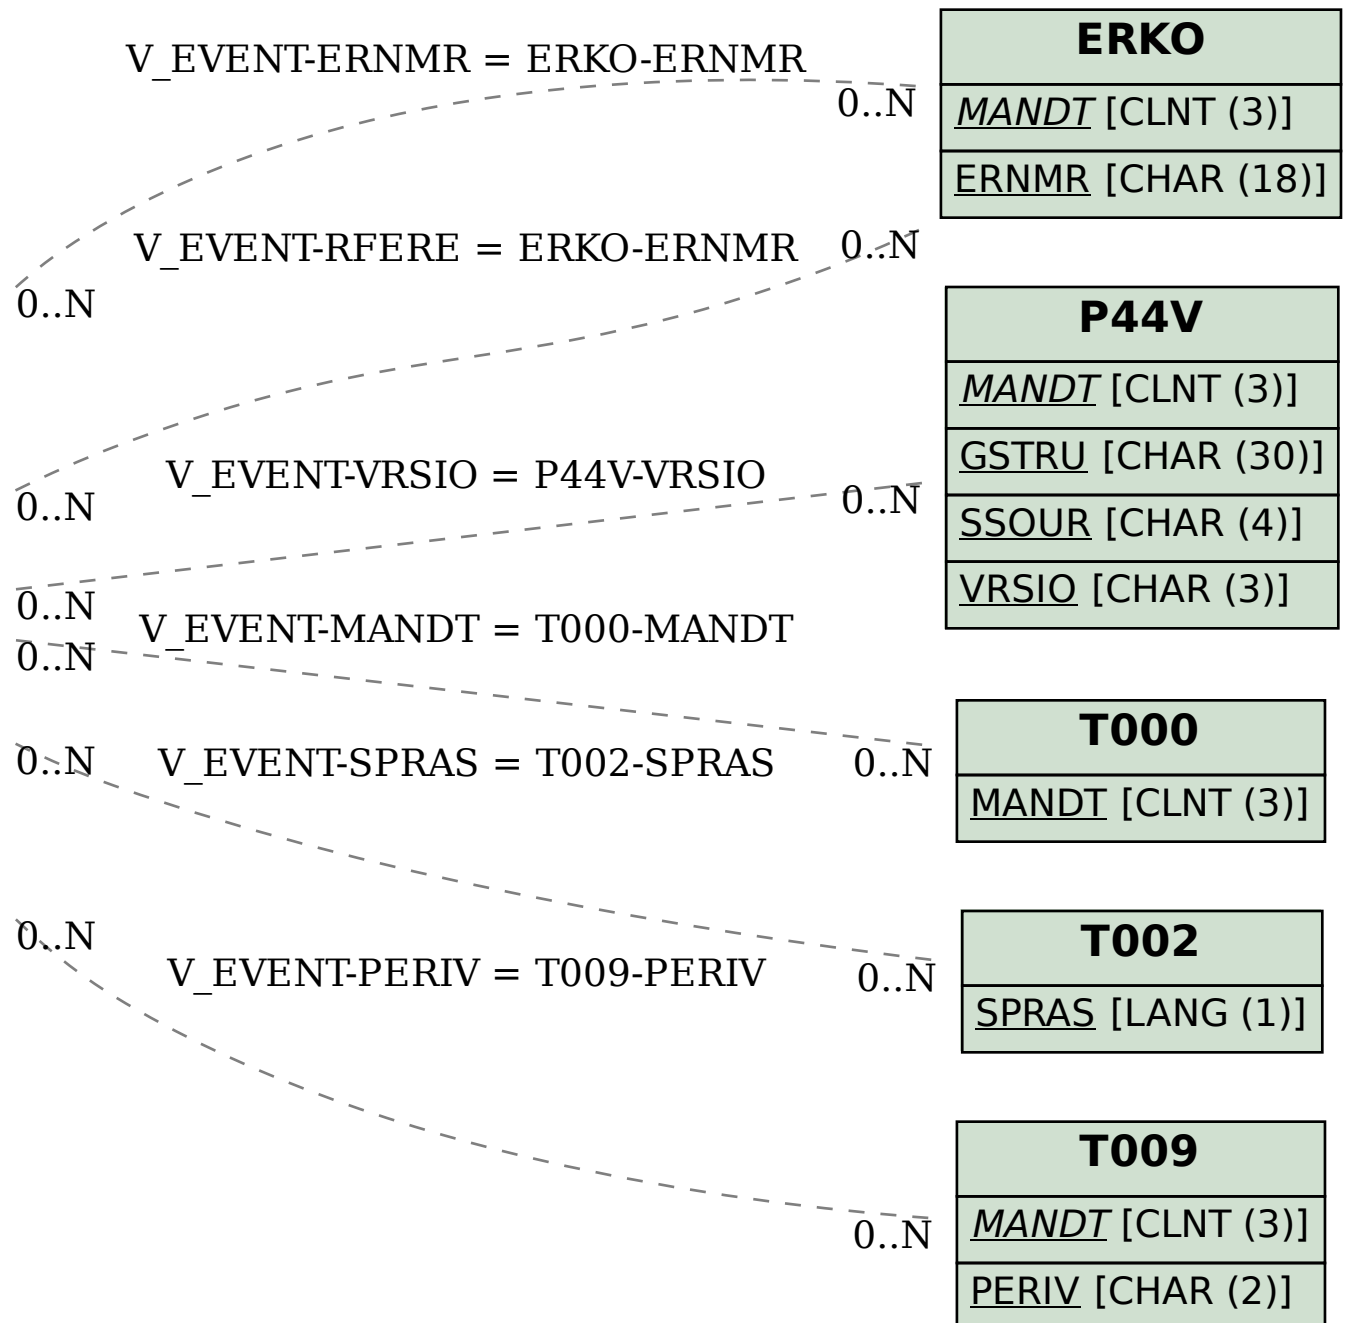 V_EVENT-ERNMR = ERKO-ERNMR
0..N
0..N
ERKO
MANDT [CLNT (3)]
ERNMR [CHAR (18)]
V_EVENT-RFERE = ERKO-ERNMR
0..N
0..N
P44V
MANDT [CLNT (3)]
GSTRU [CHAR (30)]
SSOUR [CHAR (4)]
VRSIO [CHAR (3)]
V_EVENT-VRSIO = P44V-VRSIO
0..N
0..N
V_EVENT-MANDT = T000-MANDT
0..N
0..N
T000
MANDT [CLNT (3)]
V_EVENT-SPRAS = T002-SPRAS
0..N
0..N
T002
SPRAS [LANG (1)]
V_EVENT-PERIV = T009-PERIV
0..N
0..N
T009
MANDT [CLNT (3)]
PERIV [CHAR (2)]